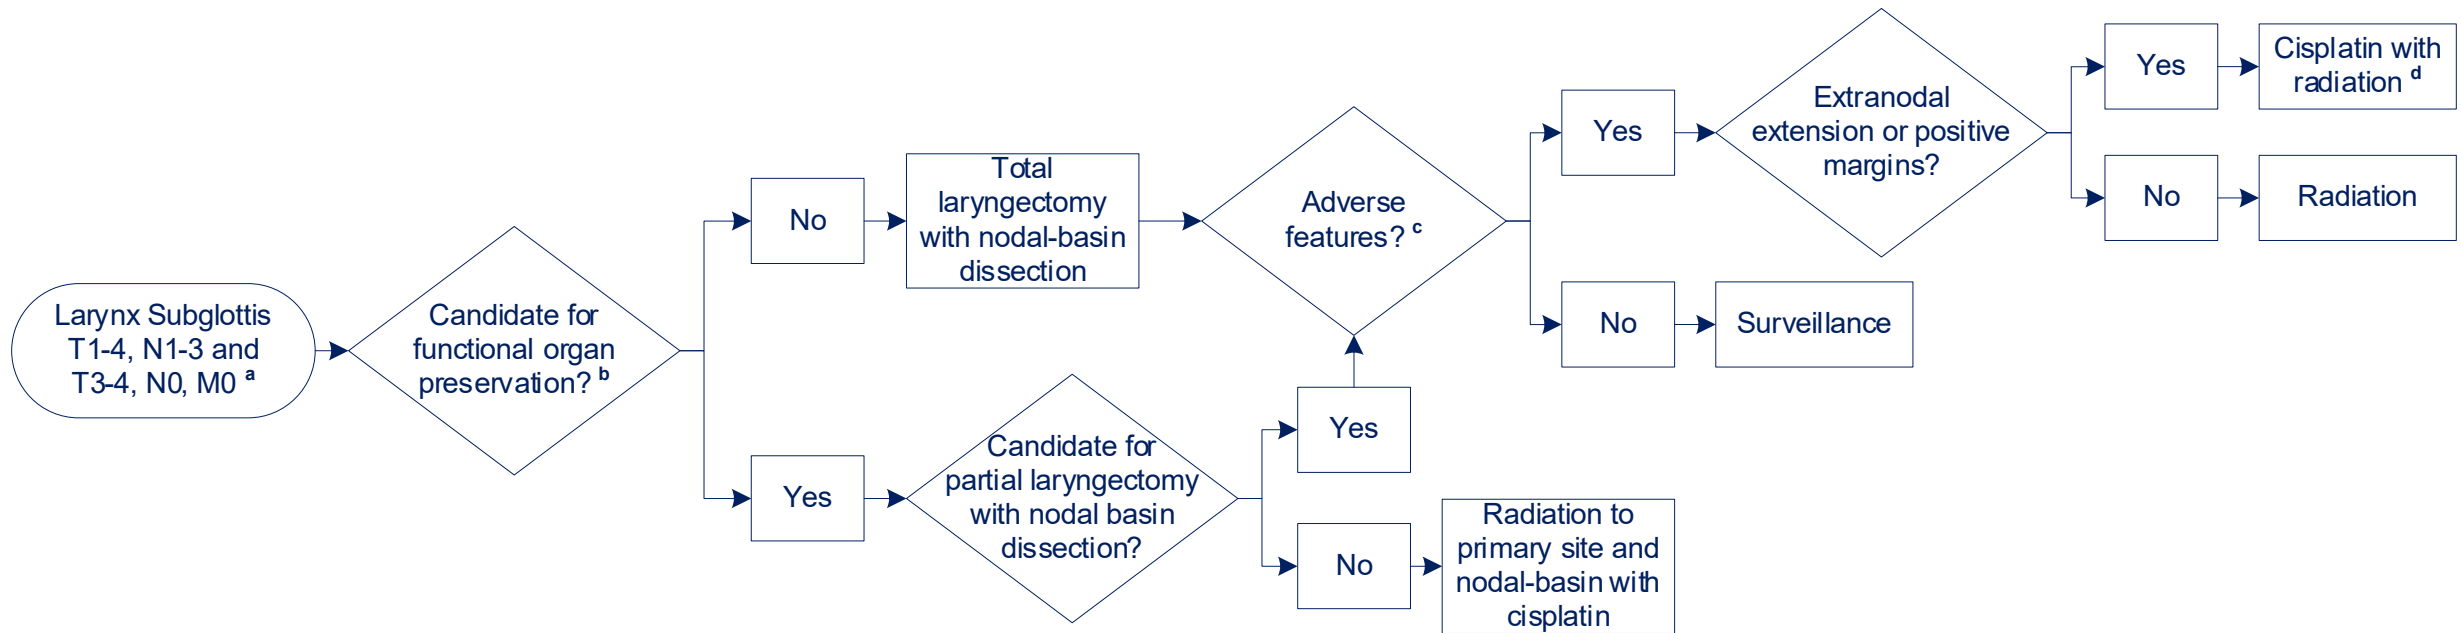 Larynx Subglottis
T1-4, N1-3 and
T3-4, N0, M0 a
Candidate for
functional organ
preservation? b
No
Total
laryngectomy
with nodal-basin
dissection
Adverse
features? c
Yes
Extranodal
extension or positive
margins?
Yes
Cisplatin with
radiation d
No
Radiation
No
Surveillance
Yes
Candidate for
partial laryngectomy
with nodal basin
dissection?
Yes
No
Radiation to
primary site and
nodal-basin with
cisplatin